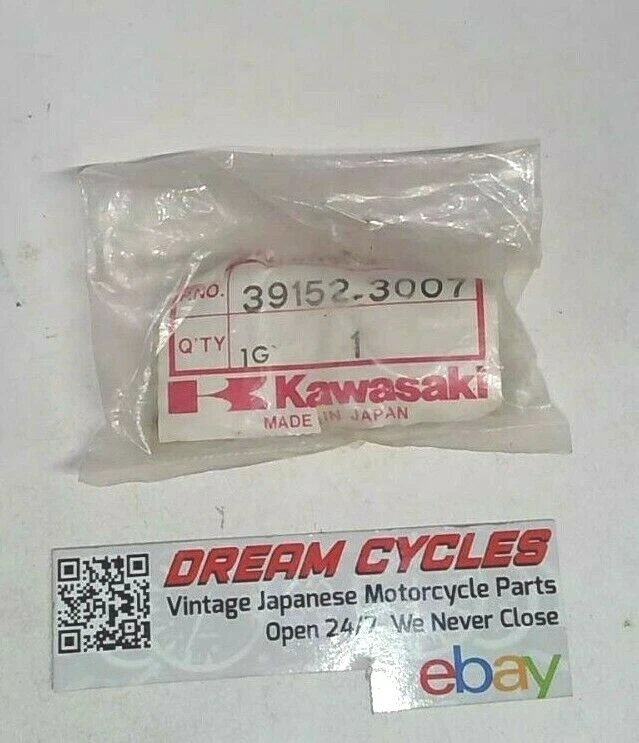 P.NO. 39152-3007
Q'TY 1G 1
Kawasaki
MADE IN JAPAN
DREAM CYCLES
Vintage Japanese Motorcycle Parts
Open 24/7 We Never Close
ebay